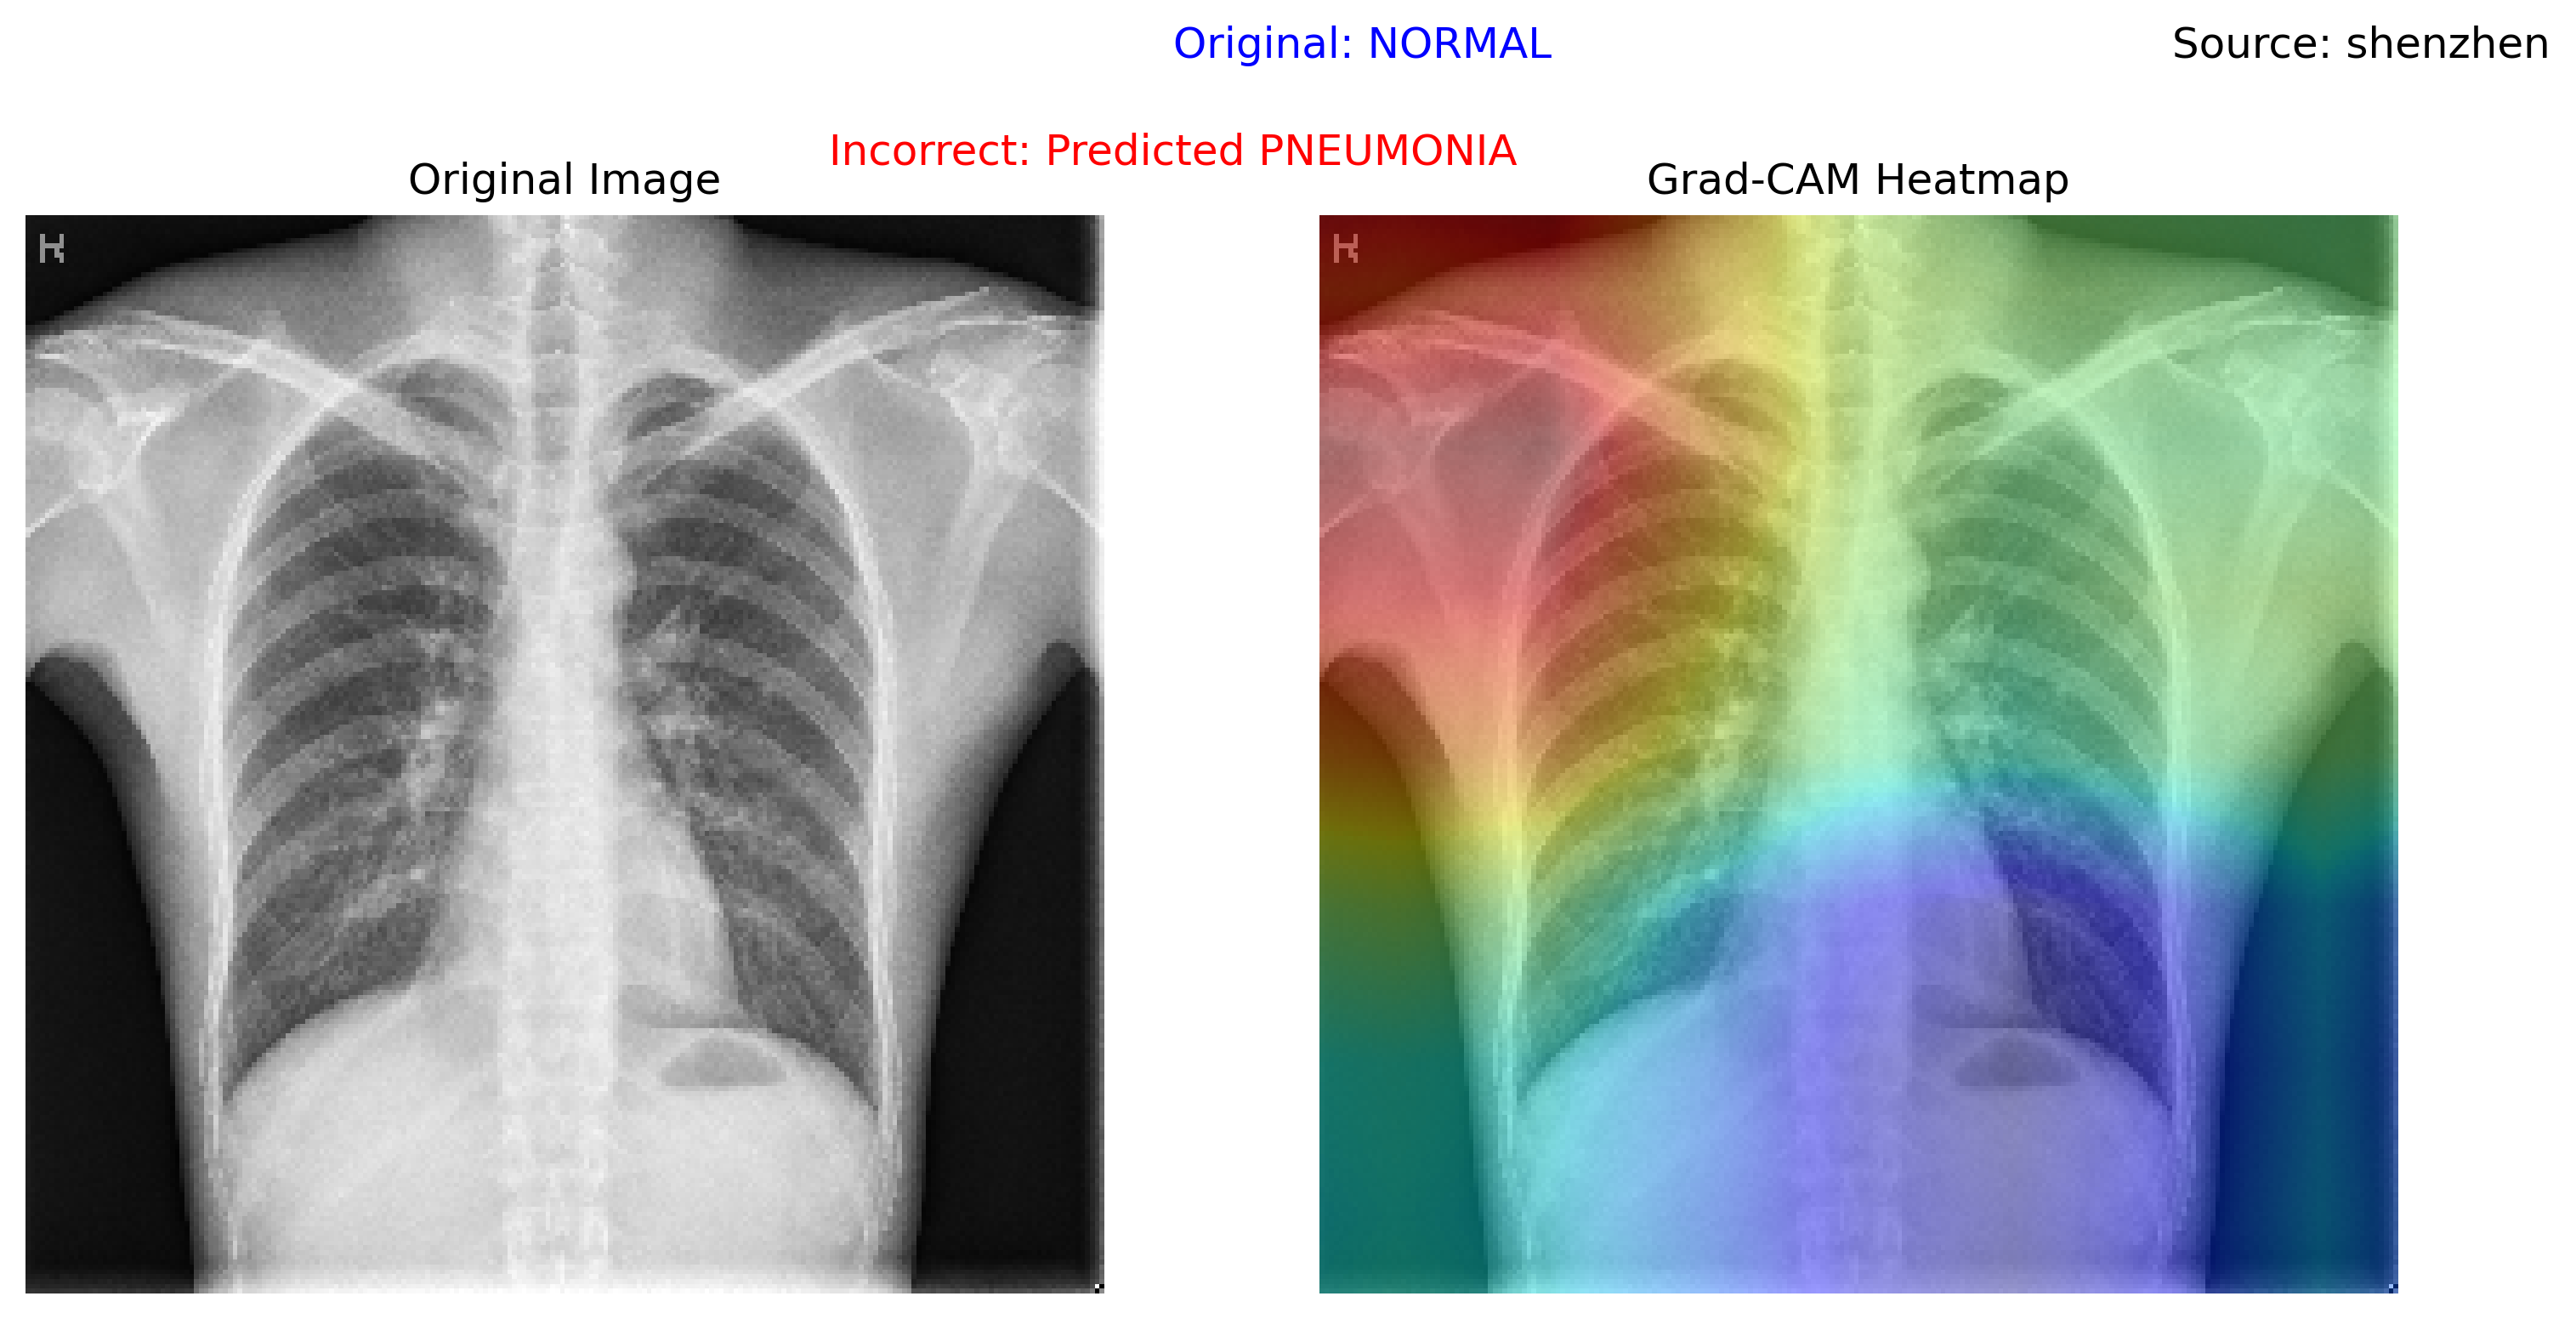 Original: NORMAL
Source: shenzhen
Incorrect: Predicted PNEUMONIA
Original Image
Grad-CAM Heatmap
R
R